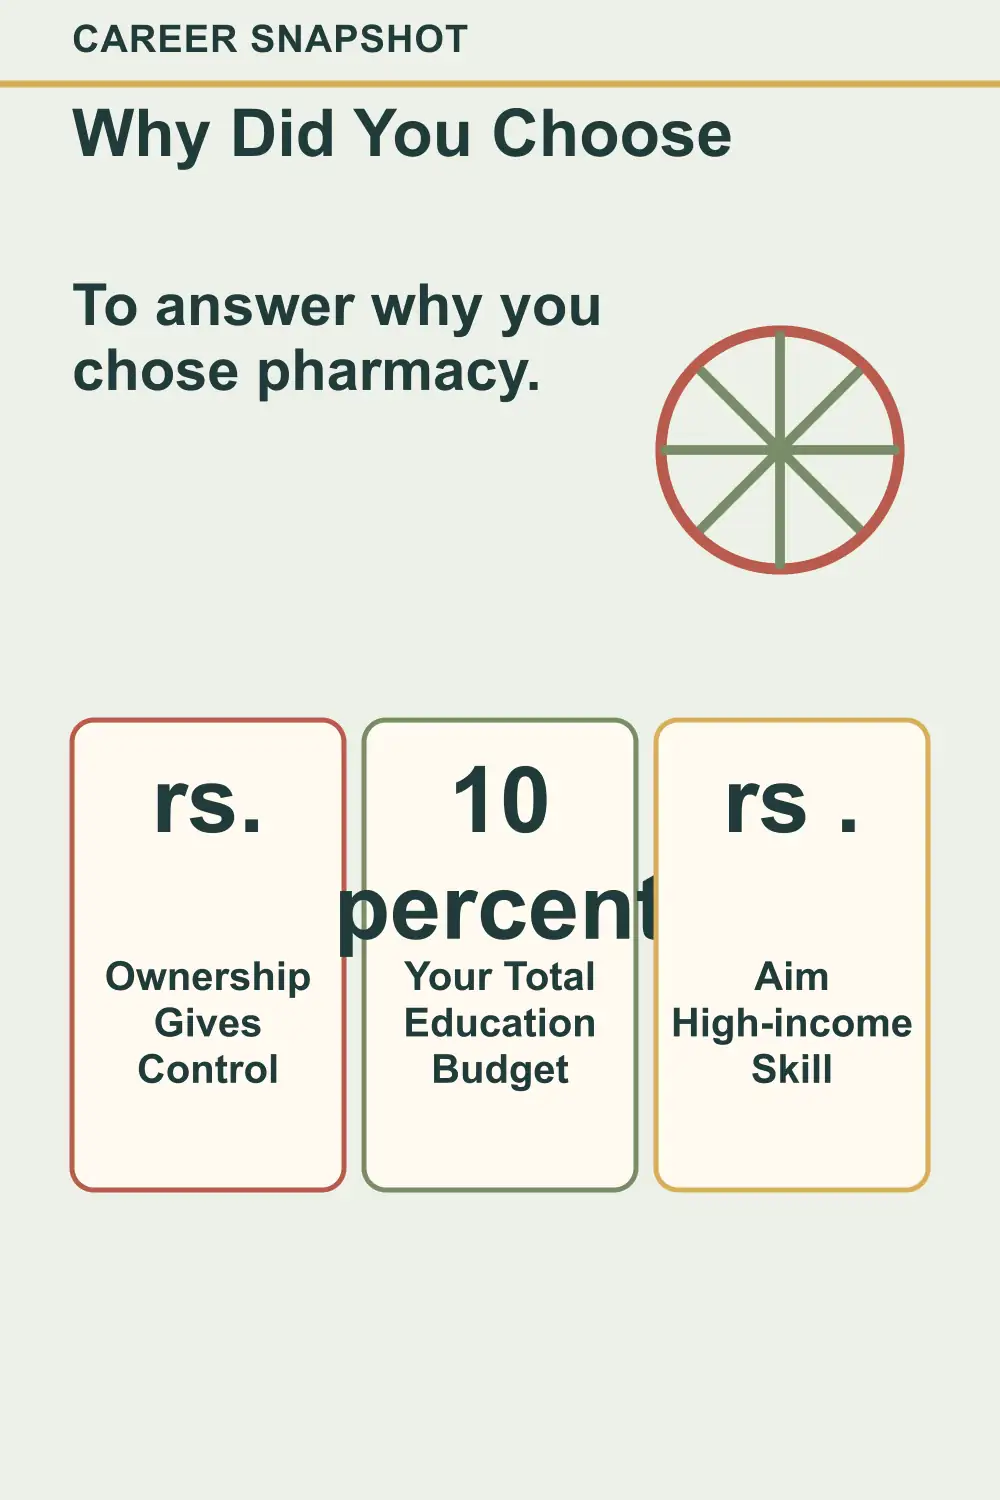 CAREER SNAPSHOT
Why Did You Choose
To answer why you
chose pharmacy.
rs.
Ownership
Gives
Control
10
percent
Your Total
Education
Budget
rs .
Aim
High-income
Skill